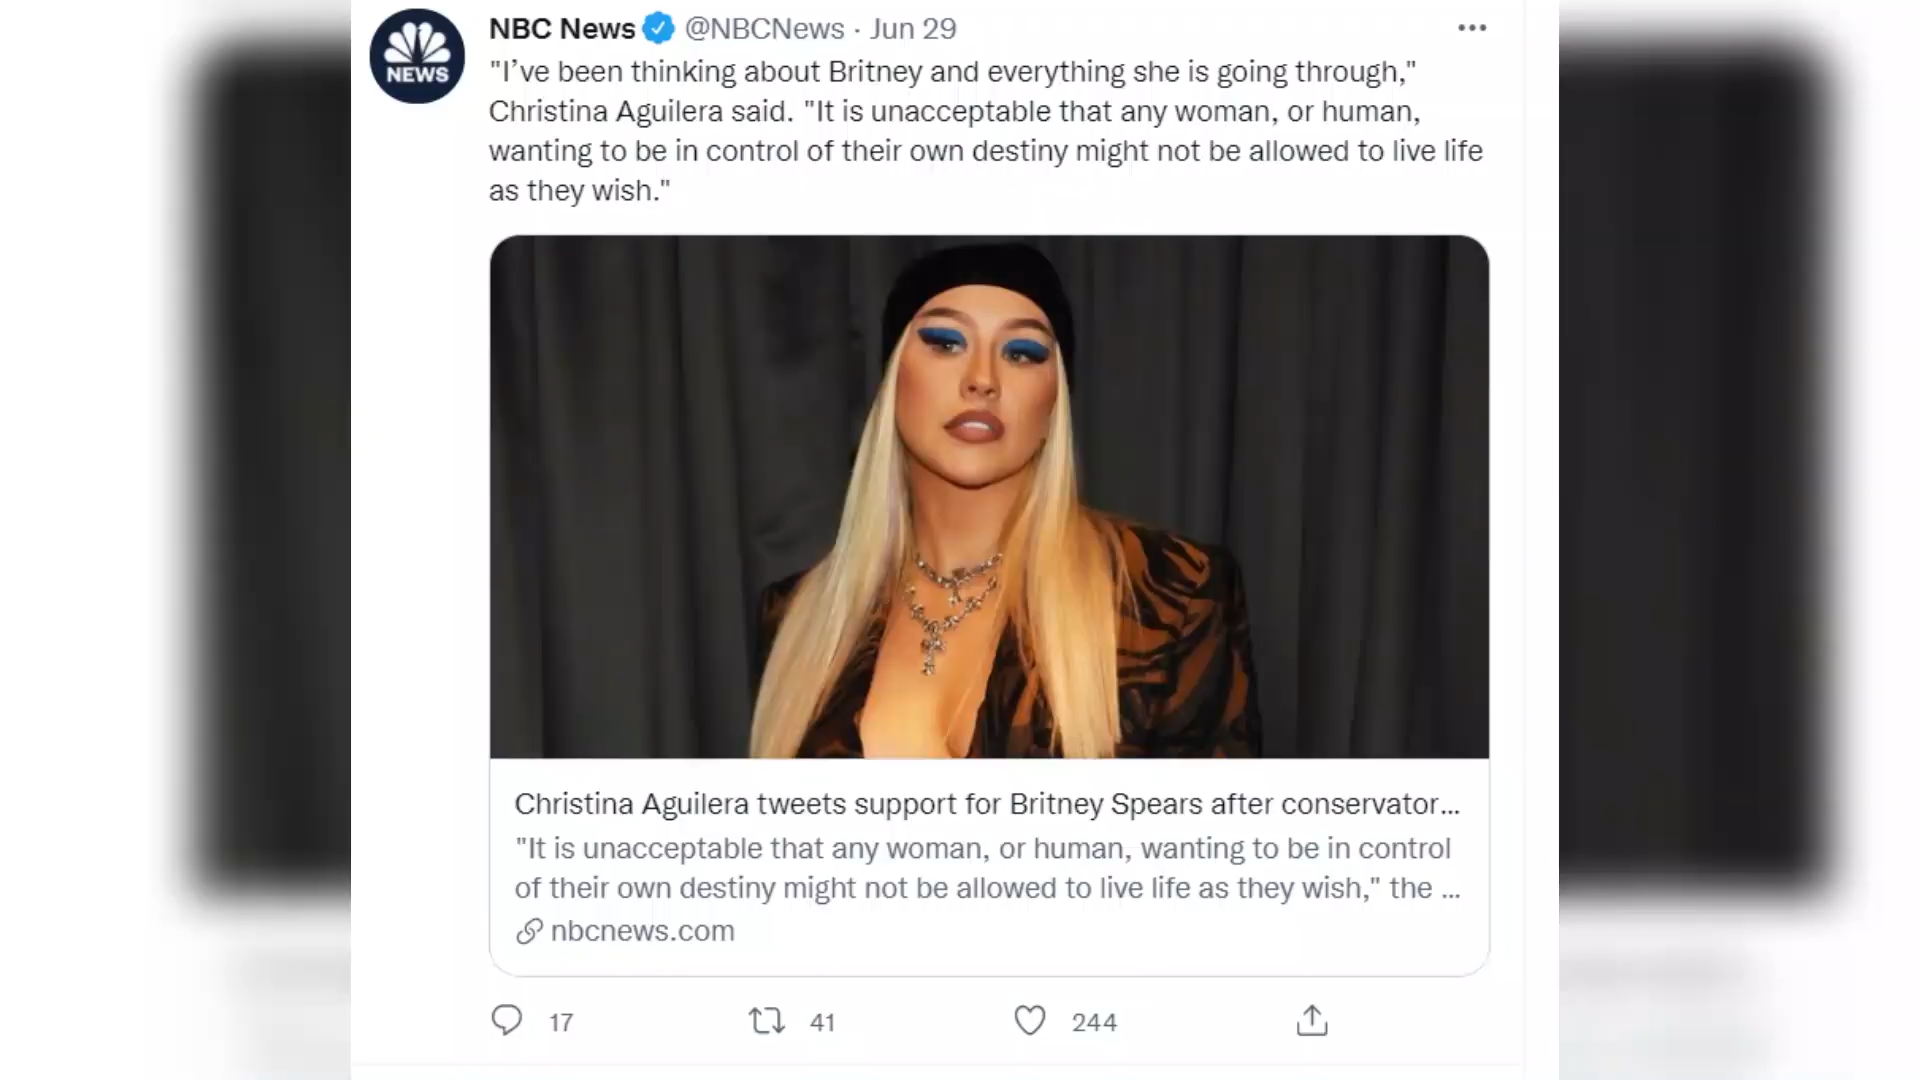 NBC News @NBCNews · Jun 29
"I’ve been thinking about Britney and everything she is going through,"
Christina Aguilera said. "It is unacceptable that any woman, or human,
wanting to be in control of their own destiny might not be allowed to live life
as they wish."
NEWS
Christina Aguilera tweets support for Britney Spears after conservator...
"It is unacceptable that any woman, or human, wanting to be in control
of their own destiny might not be allowed to live life as they wish," the ...
nbcnews.com
17 41 244